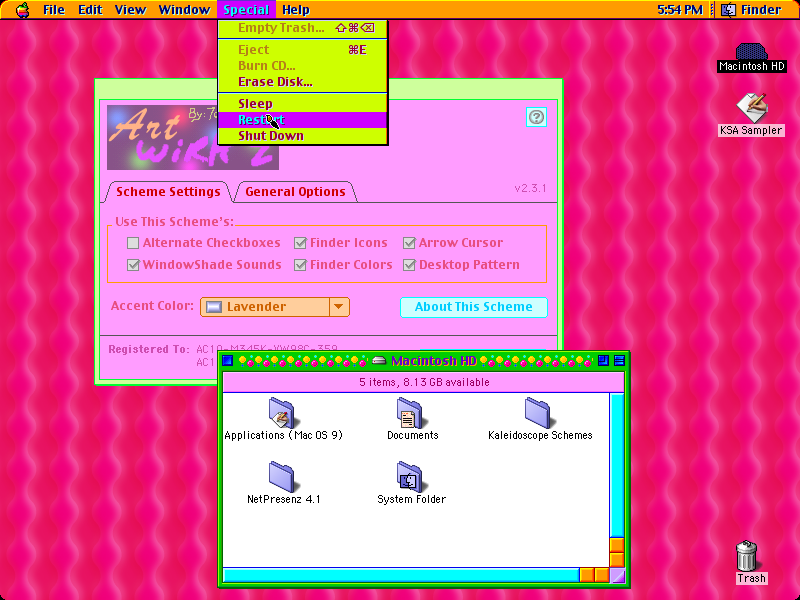 File Edit View Window Special Help 5:54 PM Finder
Empty Trash... ⇧⌘⌫
Eject ⌘E
Burn CD...
Erase Disk...
Sleep
Restart
Shut Down
Macintosh HD
KSA Sampler
By:
Art
WiRX 2
?
Scheme Settings General Options v2.3.1
Use This Scheme's:
Alternate Checkboxes Finder Icons Arrow Cursor
WindowShade Sounds Finder Colors Desktop Pattern
Accent Color: Lavender About This Scheme
Registered To: AC10-M345K-VW98C-359
AC1
Macintosh HD
5 items, 8.13 GB available
Applications (Mac OS 9) Documents Kaleidoscope Schemes
NetPresenz 4.1 System Folder
Trash